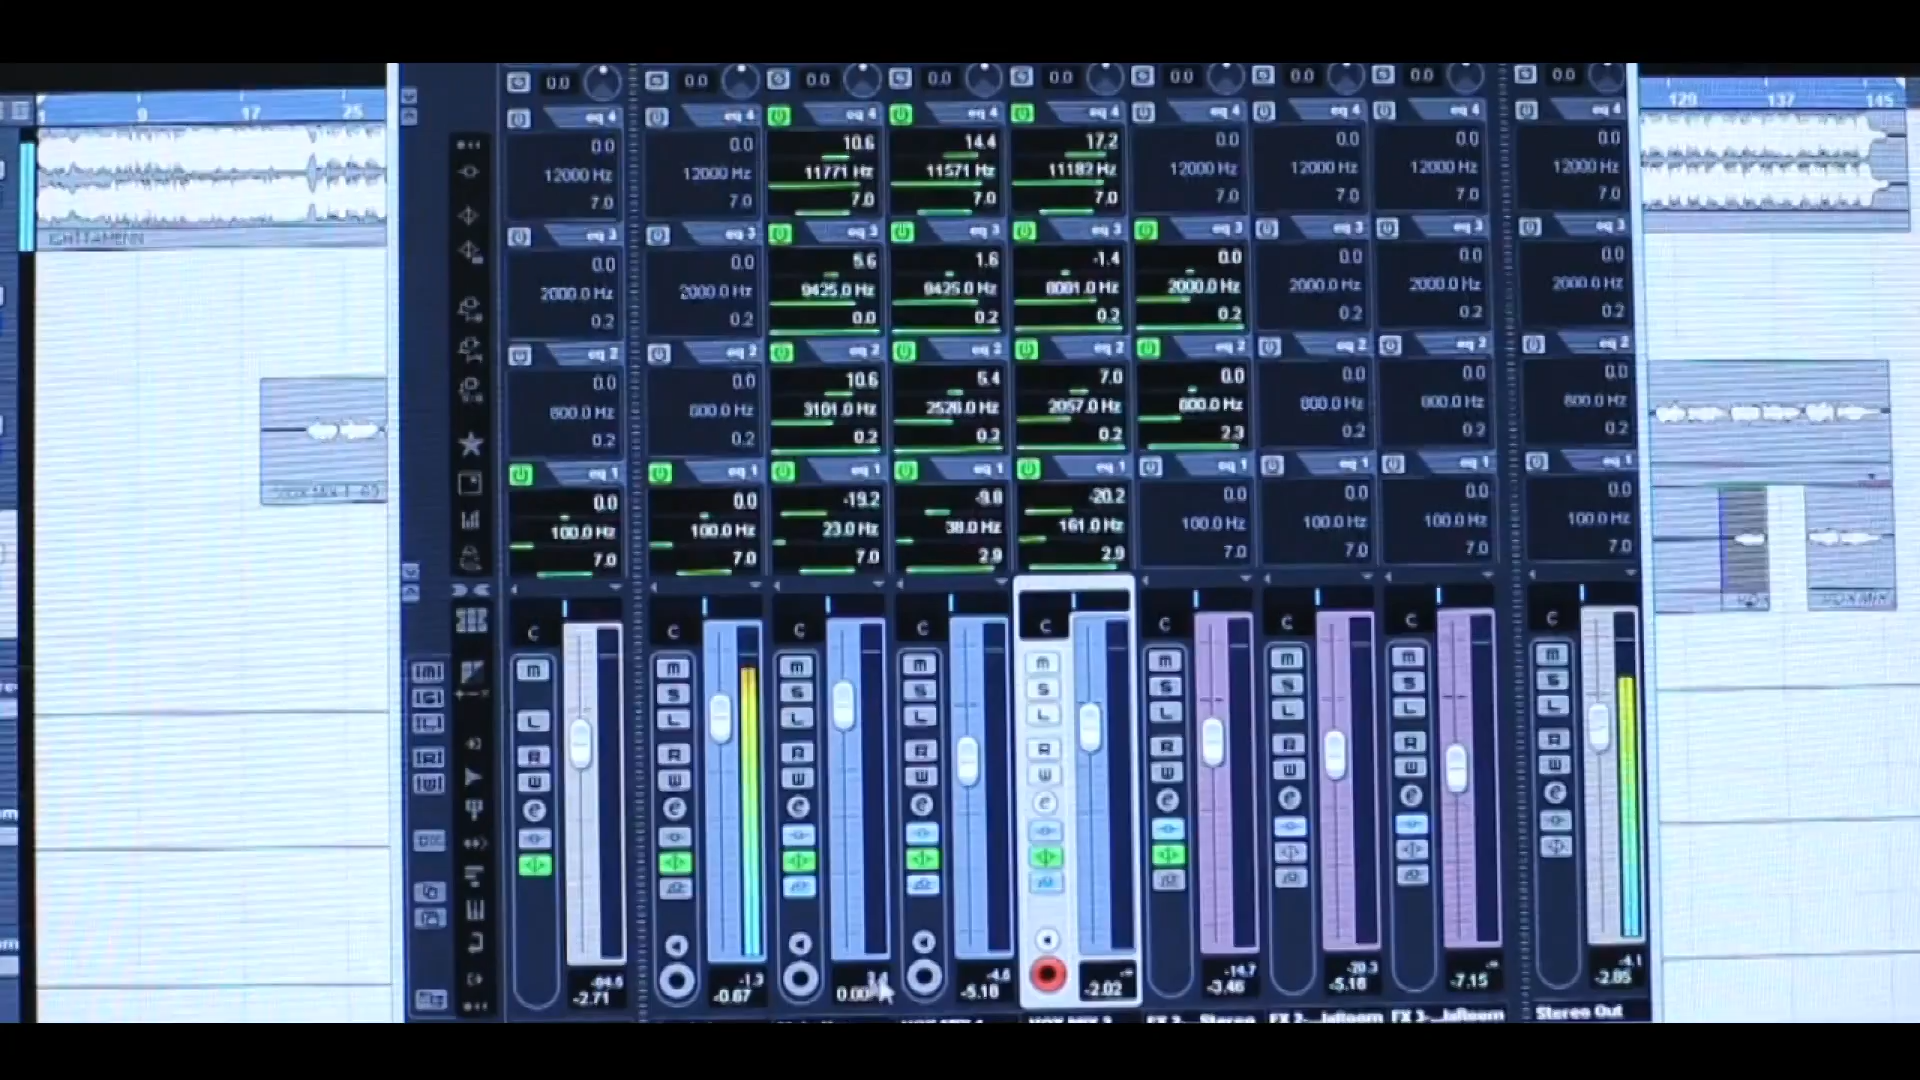 1 9 17 25
129 137 145
0.0 0.0 0.0 0.0 0.0 0.0 0.0 0.0 0.0
eq 4 eq 4 eq 4 eq 4 eq 4 eq 4 eq 4 eq 4 eq 4
0.0 0.0 10.6 14.4 17.2 0.0 0.0 0.0 0.0
12000 Hz 12000 Hz 11771 Hz 11571 Hz 11182 Hz 12000 Hz 12000 Hz 12000 Hz 12000 Hz
7.0 7.0 7.0 7.0 7.0 7.0 7.0 7.0 7.0
eq 3 eq 3 eq 3 eq 3 eq 3 eq 3 eq 3 eq 3 eq 3
0.0 0.0 5.6 1.6 -1.4 0.0 0.0 0.0 0.0
2000.0 Hz 2000.0 Hz 9425.0 Hz 9425.0 Hz 2000.0 Hz 2000.0 Hz 2000.0 Hz 2000.0 Hz
0.2 0.2 0.0 0.2 0.2 0.2 0.2 0.2 0.2
eq 2 eq 2 eq 2 eq 2 eq 2 eq 2 eq 2 eq 2 eq 2
0.0 0.0 10.6 5.4 7.0 0.0 0.0 0.0 0.0
800.0 Hz 800.0 Hz 3101.0 Hz 2528.0 Hz 2057.0 Hz 800.0 Hz 800.0 Hz 800.0 Hz 800.0 Hz
0.2 0.2 0.2 0.2 0.2 2.3 0.2 0.2 0.2
eq 1 eq 1 eq 1 eq 1 eq 1 eq 1 eq 1 eq 1 eq 1
0.0 0.0 -19.2 -9.8 -20.2 0.0 0.0 0.0 0.0
100.0 Hz 100.0 Hz 23.0 Hz 38.0 Hz 161.0 Hz 100.0 Hz 100.0 Hz 100.0 Hz 100.0 Hz
7.0 7.0 7.0 2.9 2.9 7.0 7.0 7.0 7.0
C C C C C C C C C
m m m m m m m m m
S S S S S S S S
L L L L L L L L L
R R R R R R R R R
W W W W W W W W W
e e e e e e e e e
-1.3 -4.6 -∞ -14.7 -20.3 -∞ -4.1
-2.71 -0.67 0.00 -5.10 -2.02 -3.46 -5.18 -7.15 -2.05
Stereo Stereo Out